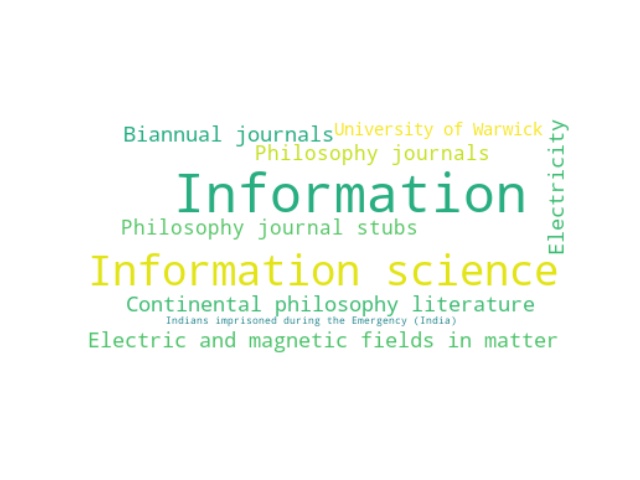 Biannual journals
University of Warwick
Philosophy journals
Electricity
Information
Philosophy journal stubs
Information science
Continental philosophy literature
Indians imprisoned during the Emergency (India)
Electric and magnetic fields in matter